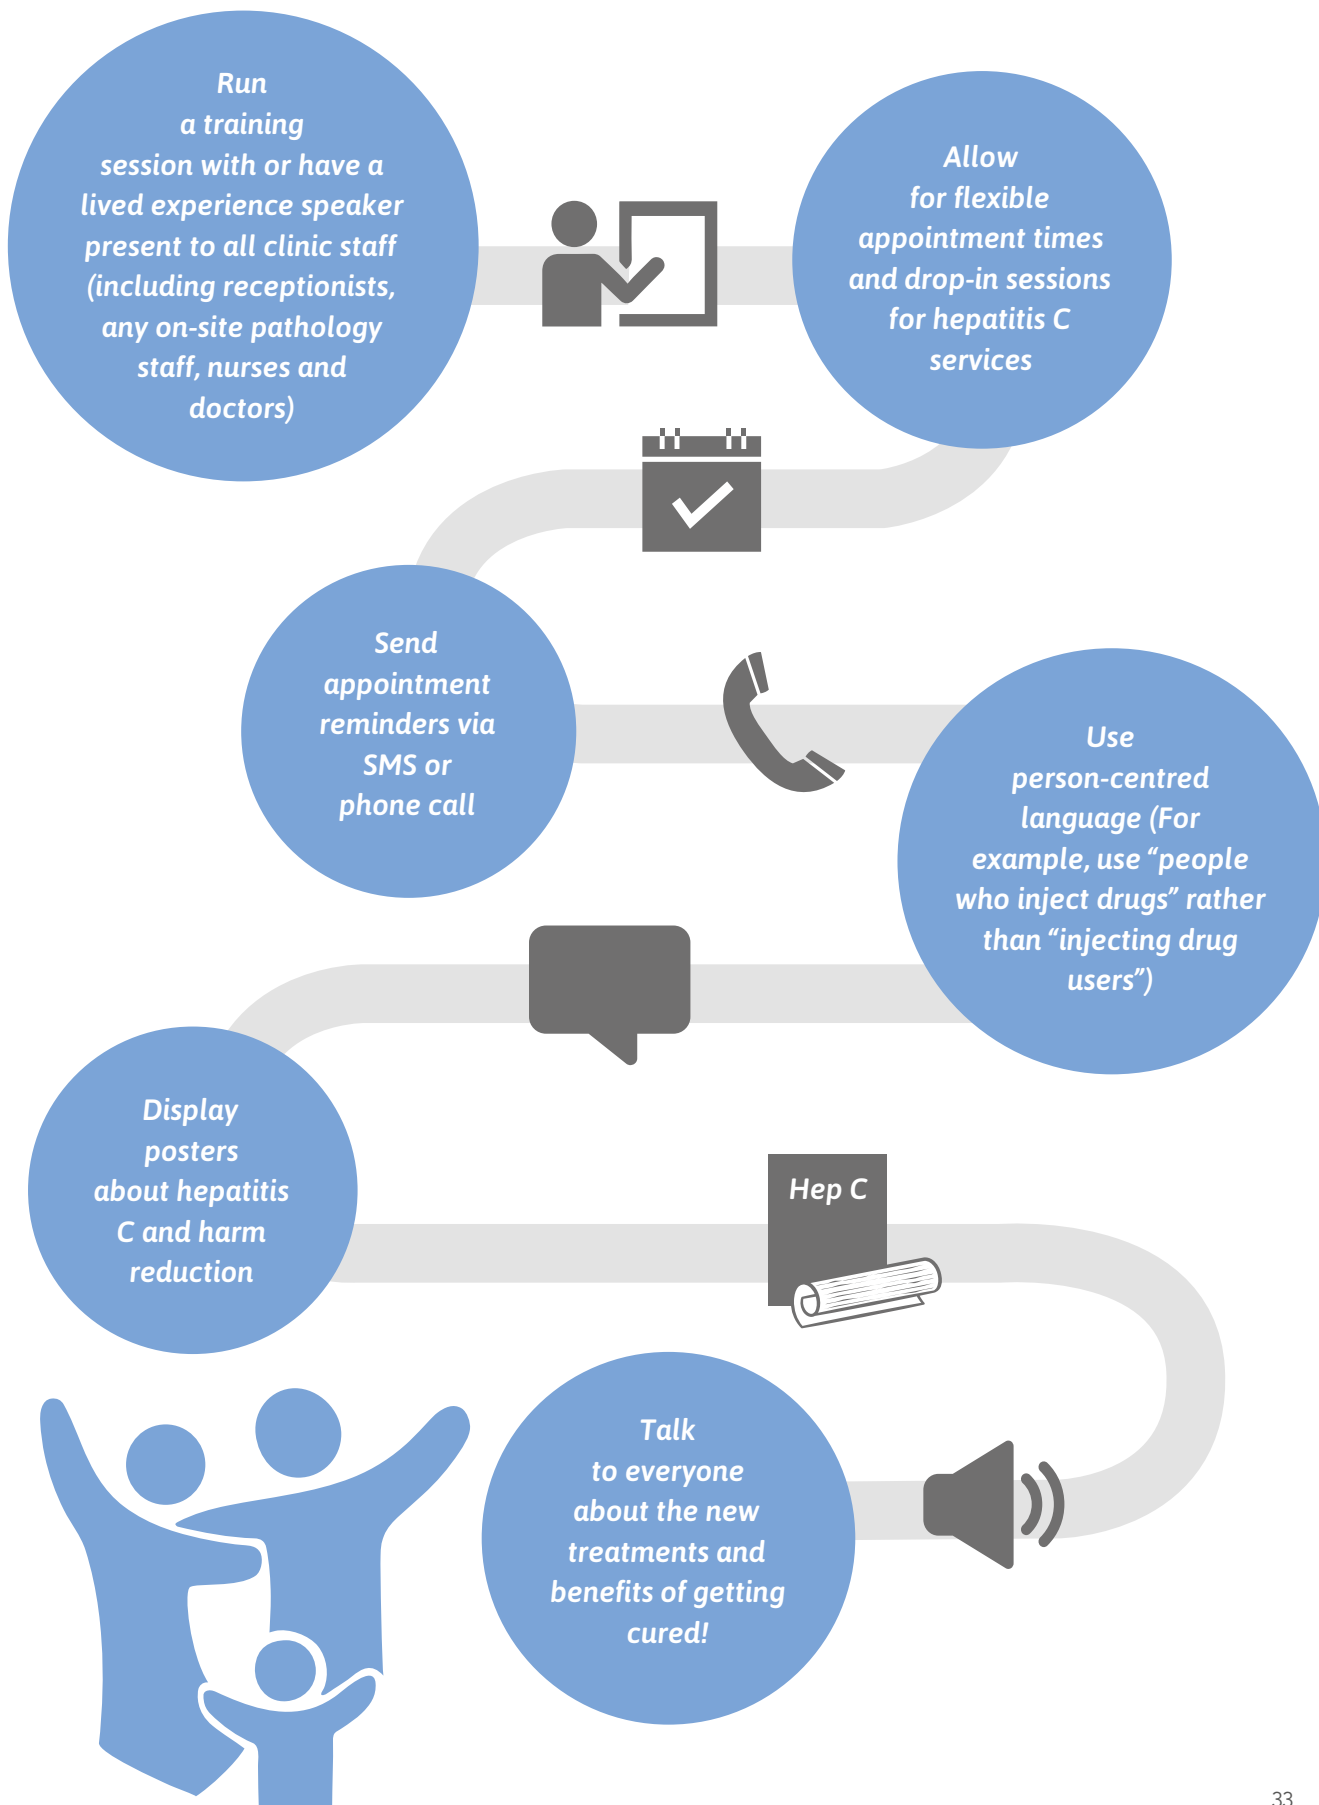 Run
a training
session with or have a
lived experience speaker
present to all clinic staff
(including receptionists,
any on-site pathology
staff, nurses and
doctors)
Allow
for flexible
appointment times
and drop-in sessions
for hepatitis C
services
Send
appointment
reminders via
SMS or
phone call
Use
person-centred
language (For
example, use “people
who inject drugs” rather
than “injecting drug
users”)
Display
posters
about hepatitis
C and harm
reduction
Hep C
Talk
to everyone
about the new
treatments and
benefits of getting
cured!
33